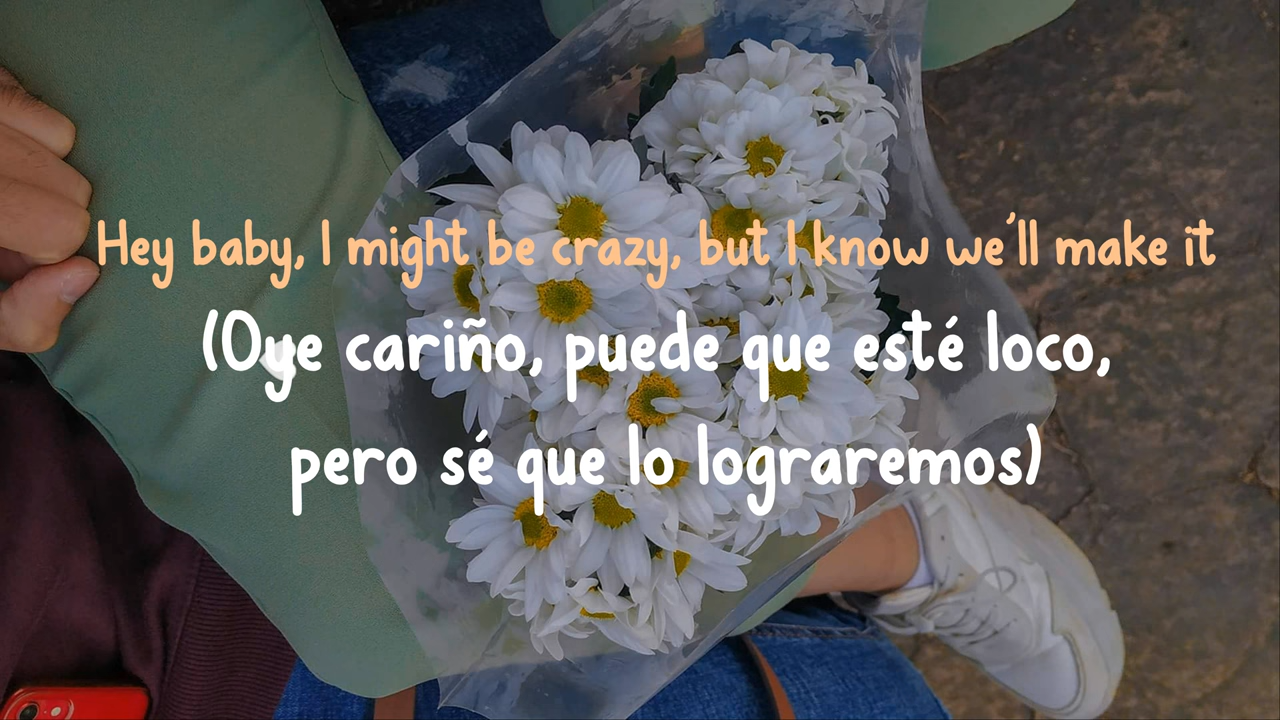 Hey baby, I might be crazy, but I know we'll make it
(Oye cariño, puede que esté loco,
pero sé que lo lograremos)